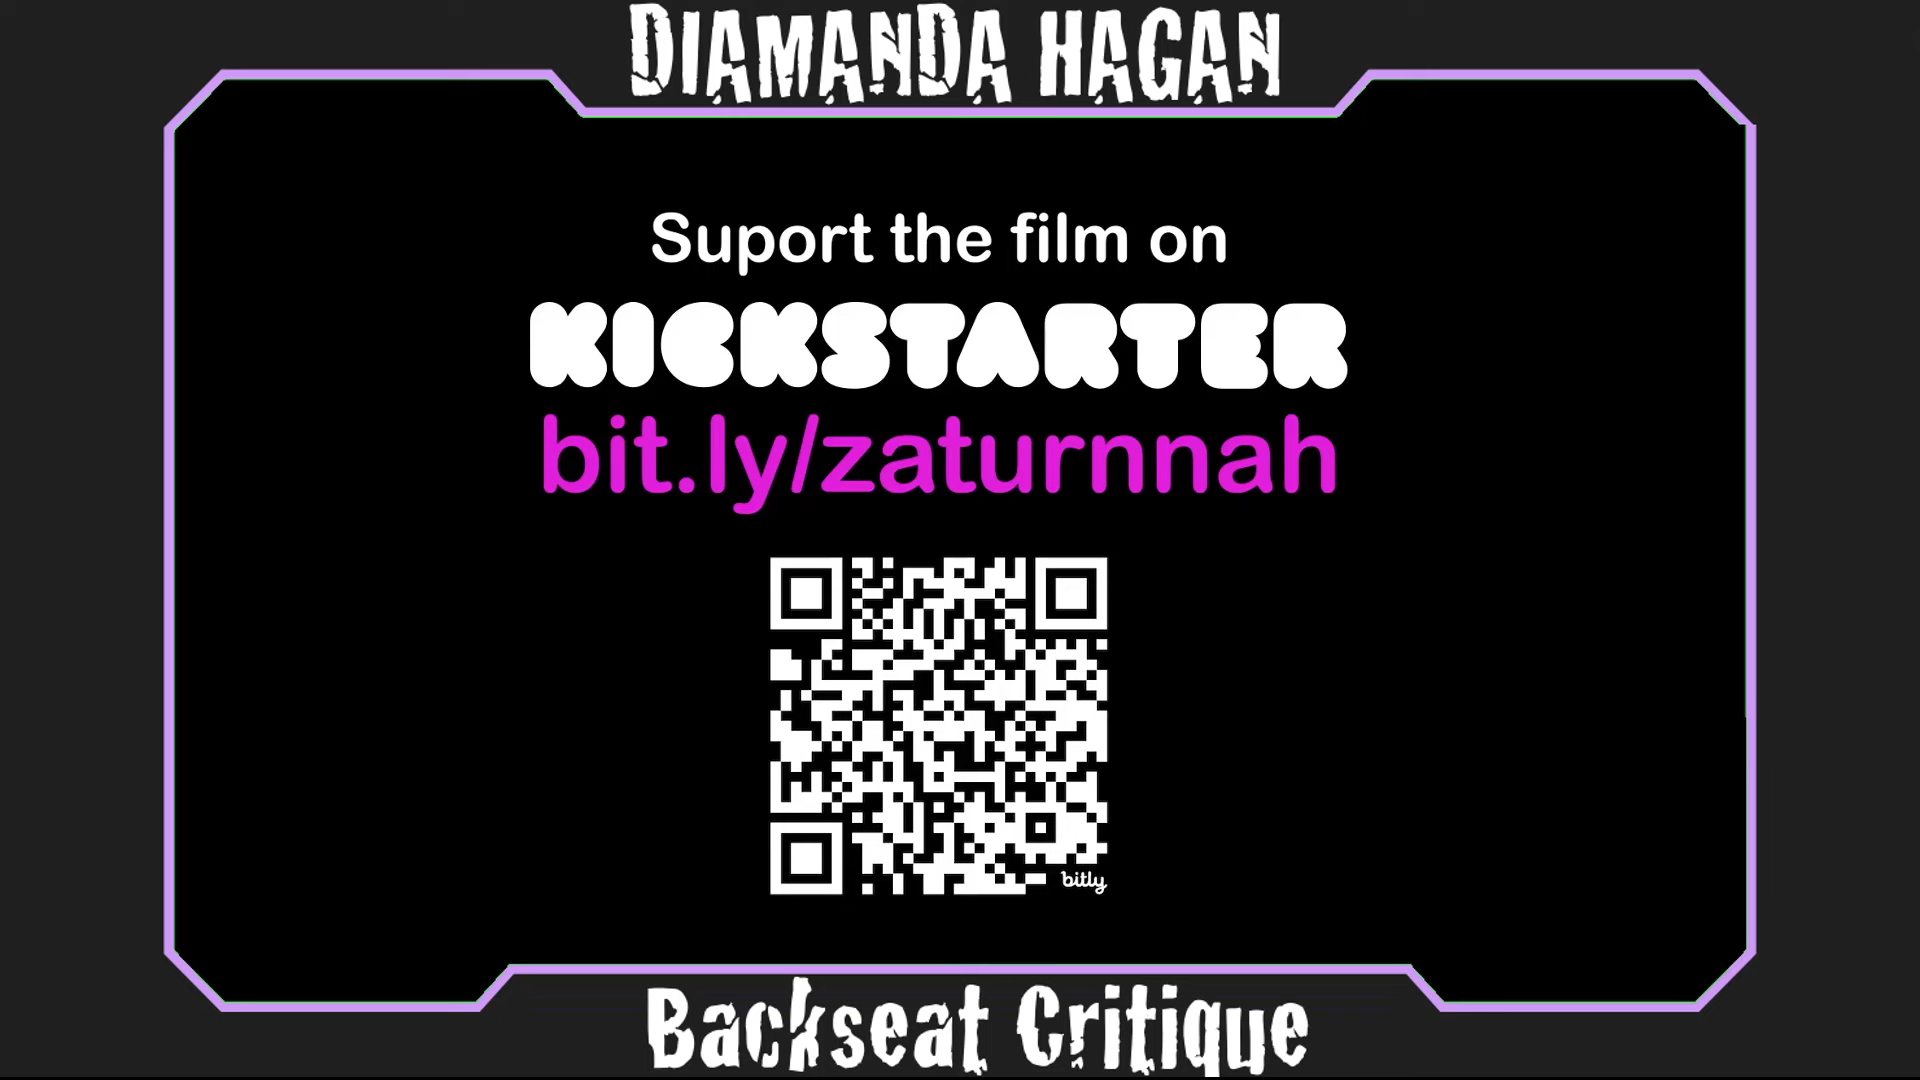 DIAMANDA HAGAN
Suport the film on
KICKSTARTER
bit.ly/zaturnnah
bitly
Backseat Critique